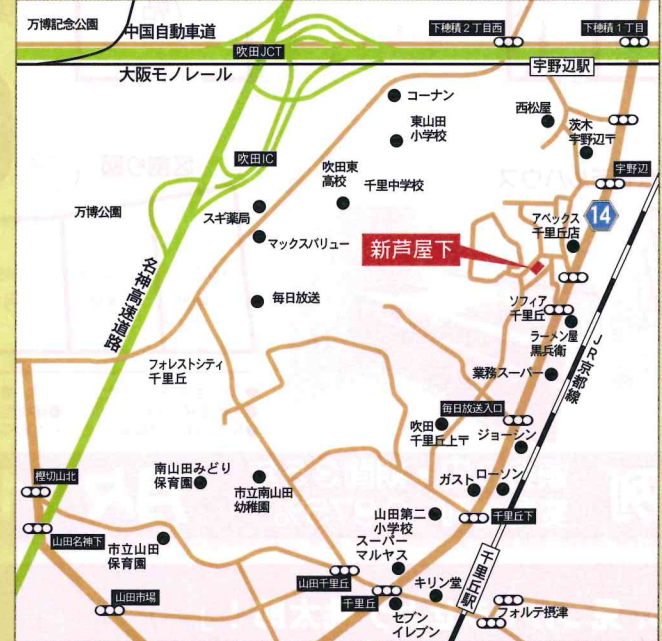 万博記念公園
中国自動車道
吹田JCT
下穂積2丁目西
下穂積1丁目
大阪モノレール
宇野辺駅
コーナン
東山田
小学校
西松屋
茨木
宇野辺〒
吹田IC
吹田東
高校
千里中学校
宇野辺
万博公園
スギ薬局
マックスバリュー
アベックス
千里丘店
14
新芦屋下
名神高速道路
毎日放送
ソフィア
千里丘
ラーメン屋
黒兵衛
JR京都線
フォレストシティ
千里丘
業務スーパー
毎日放送入口
吹田
千里丘上〒
ジョーシン
樫切山北
南山田みどり
保育園
市立南山田
幼稚園
ガスト
ローソン
山田第二
小学校
千里丘下
山田名神下
市立山田
保育園
スーパー
マルヤス
千里丘駅
山田千里丘
山田市場
千里丘
キリン堂
セブン
イレブン
フォルテ摂津